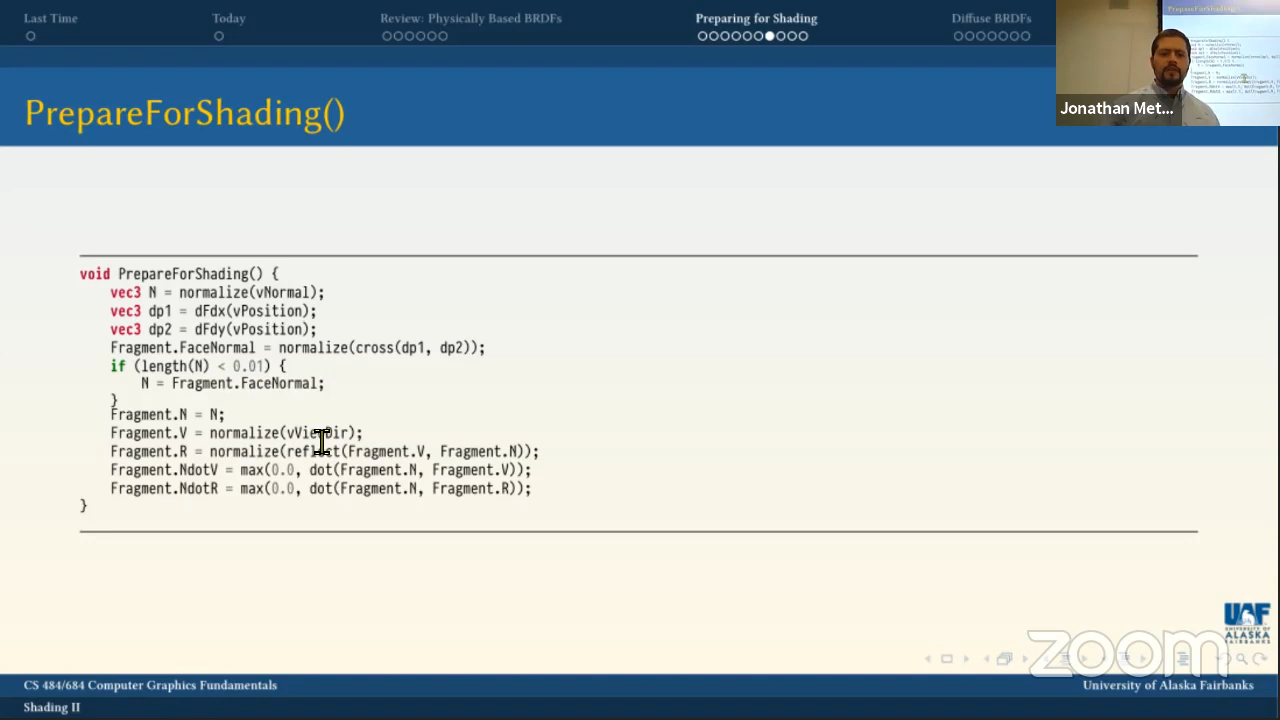 Last Time
Today
Review: Physically Based BRDFs
Preparing for Shading
Diffuse BRDFs
PrepareForShading()
Jonathan Met...
void PrepareForShading() {
vec3 N = normalize(vNormal);
vec3 dp1 = dFdx(vPosition);
vec3 dp2 = dFdy(vPosition);
Fragment.FaceNormal = normalize(cross(dp1, dp2));
if (length(N) < 0.01) {
N = Fragment.FaceNormal;
}
Fragment.N = N;
Fragment.V = normalize(vViewDir);
Fragment.R = normalize(reflect(Fragment.V, Fragment.N));
Fragment.NdotV = max(0.0, dot(Fragment.N, Fragment.V));
Fragment.NdotR = max(0.0, dot(Fragment.N, Fragment.R));
}
UAF
UNIVERSITY OF
ALASKA
FAIRBANKS
zoom
CS 484/684 Computer Graphics Fundamentals
University of Alaska Fairbanks
Shading II